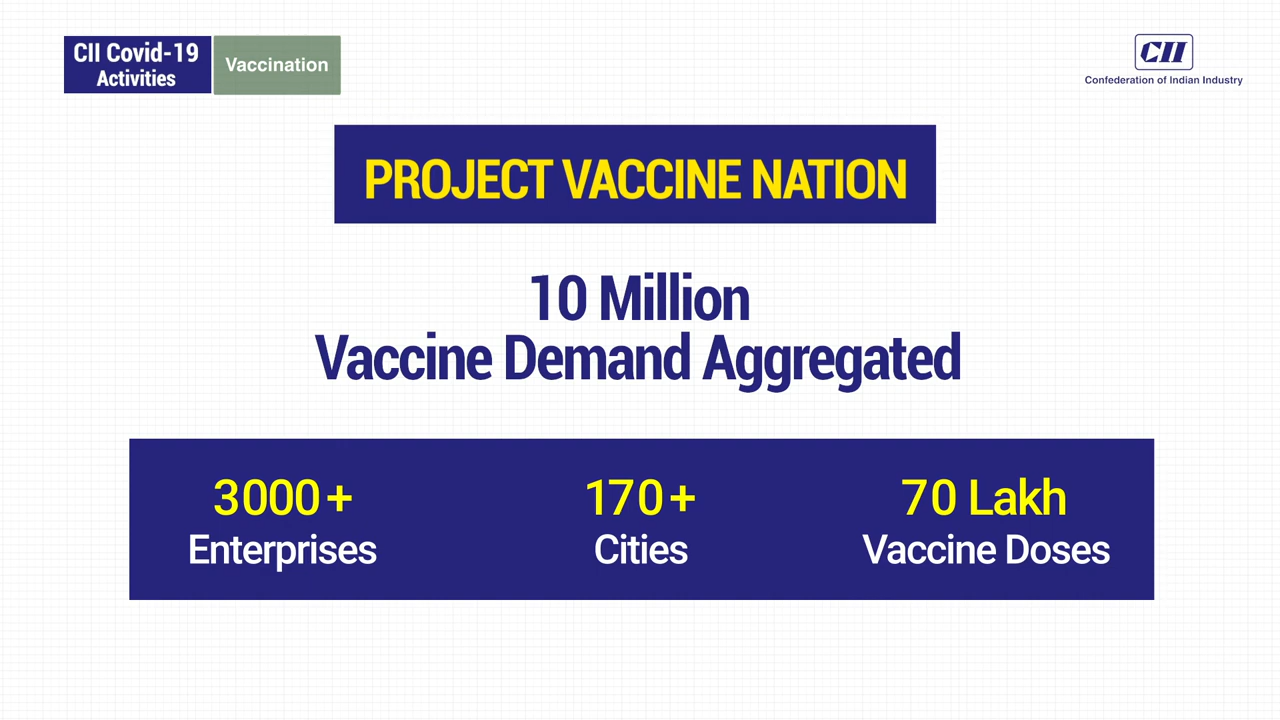 CII Covid-19
Activities
Vaccination
CII
Confederation of Indian Industry
PROJECT VACCINE NATION
10 Million
Vaccine Demand Aggregated
3000+
Enterprises
170+
Cities
70 Lakh
Vaccine Doses